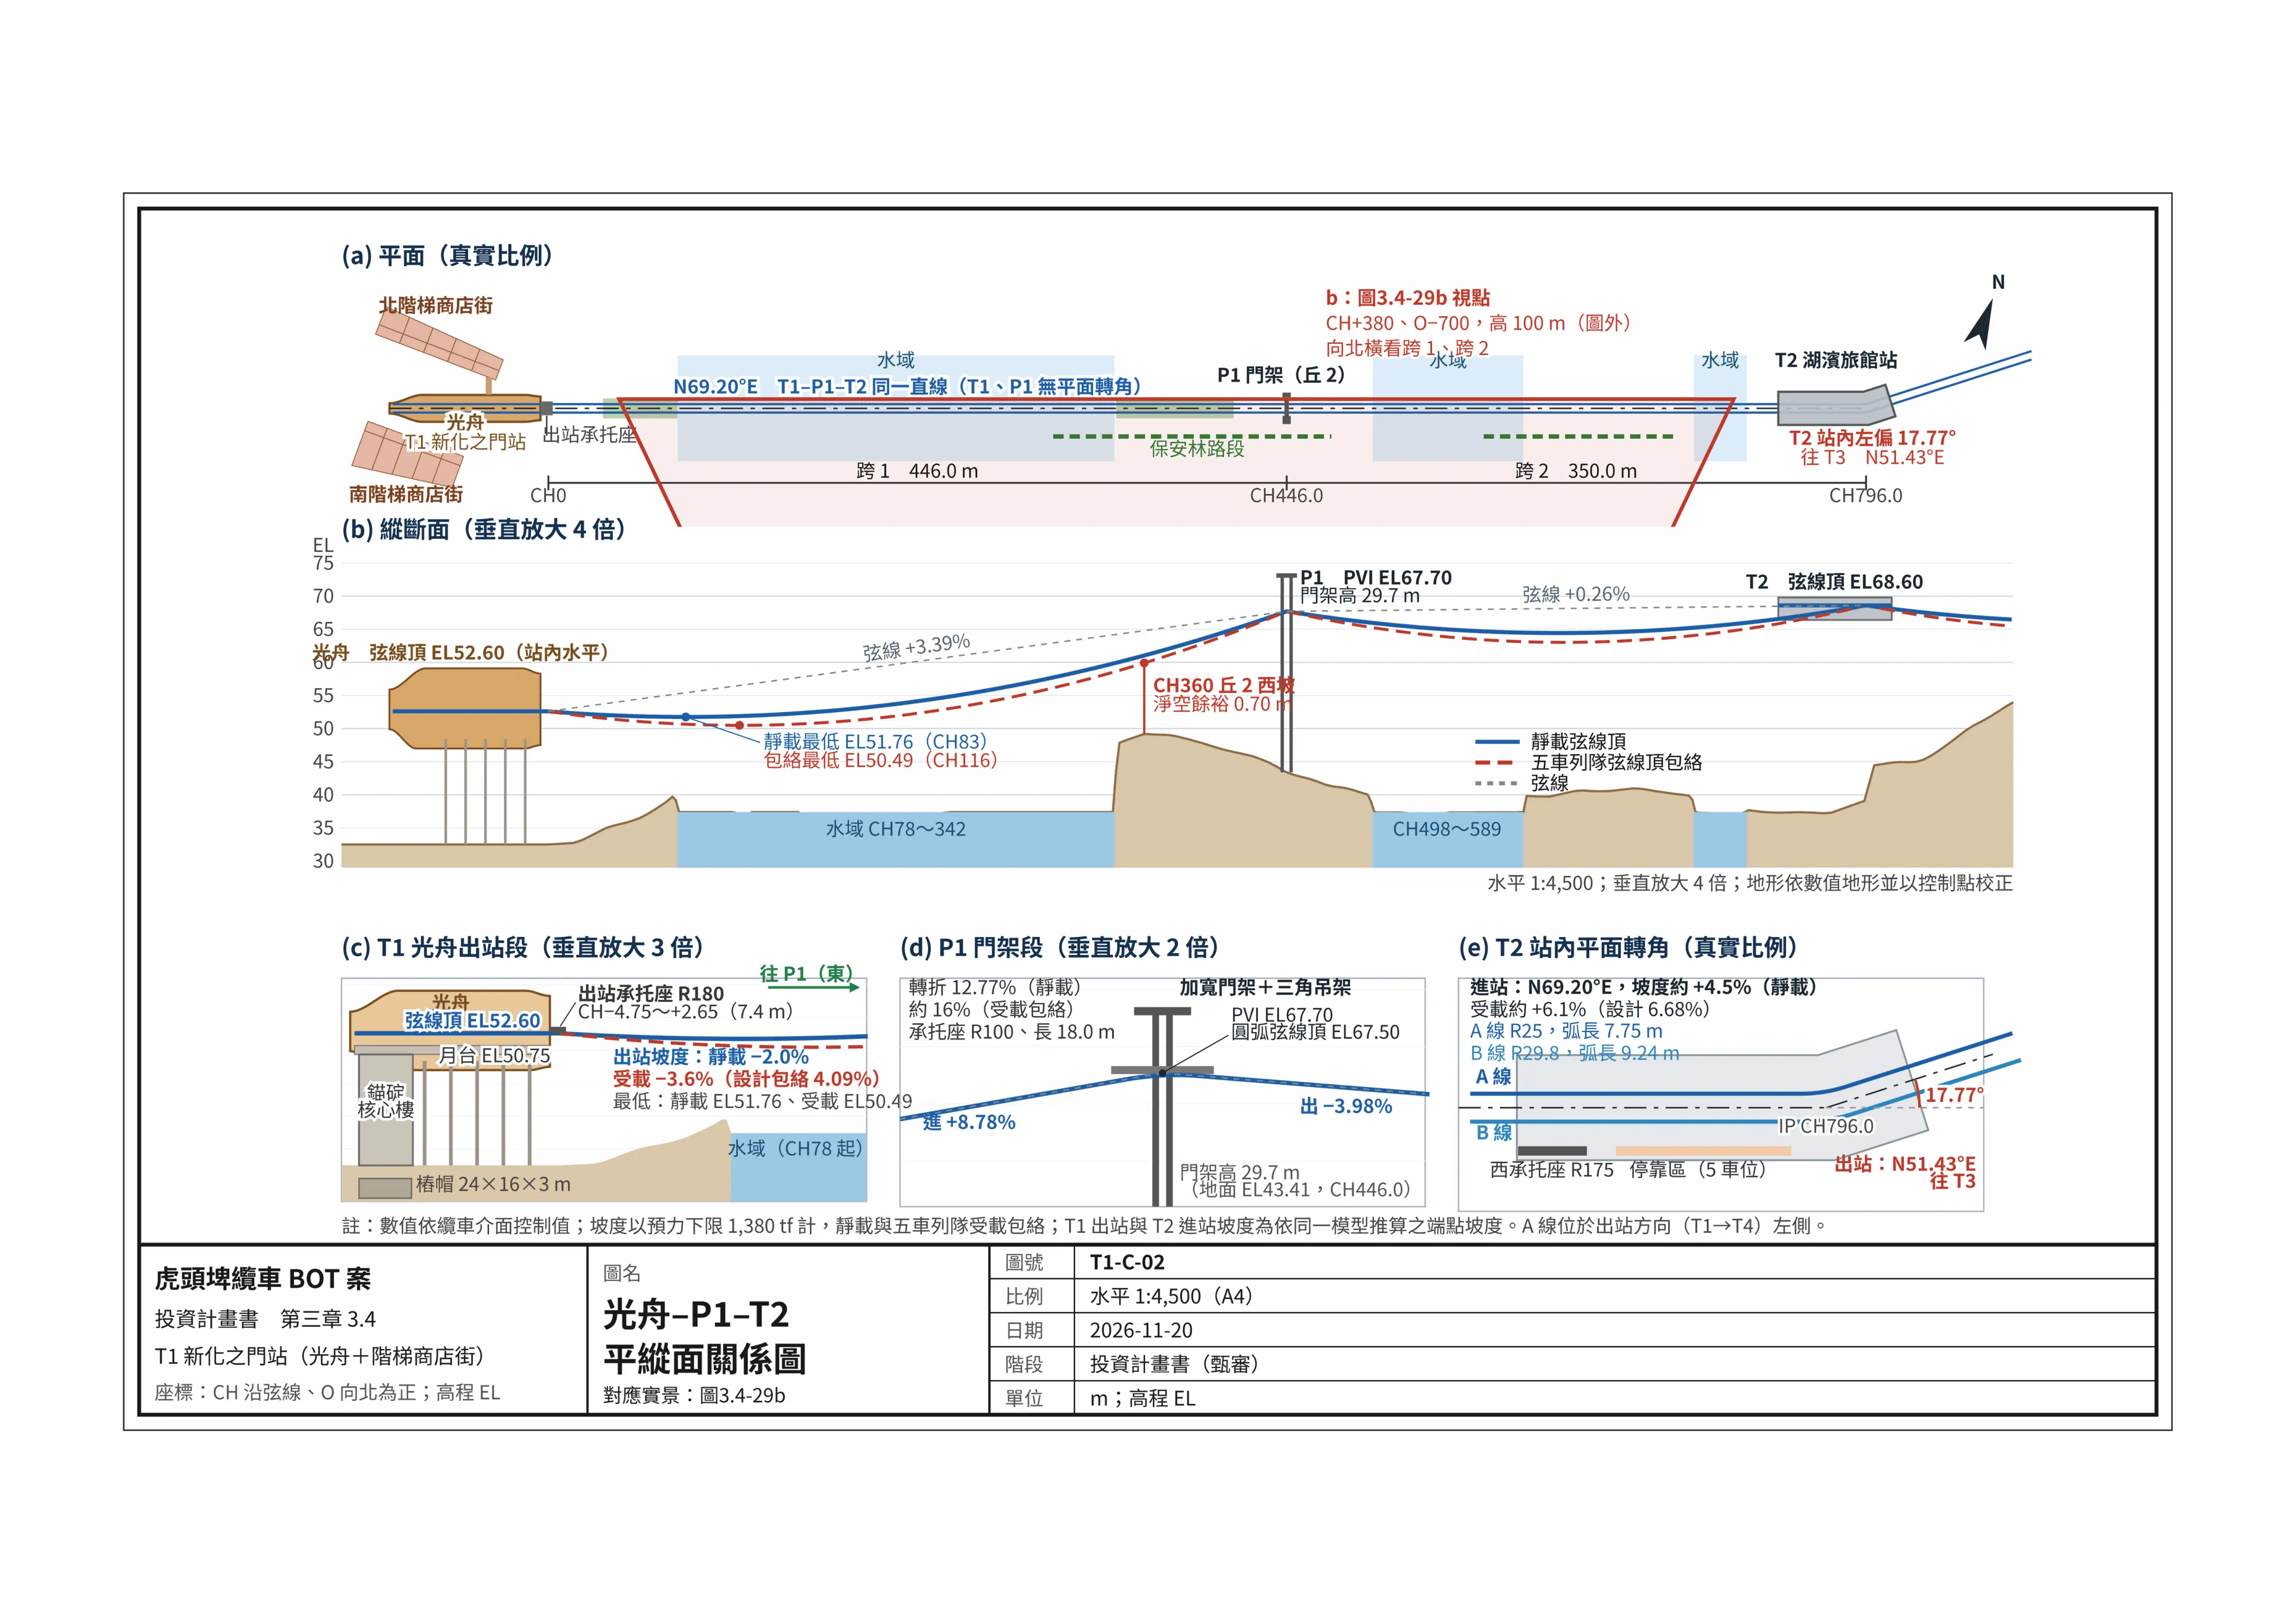 (a) 平面（真實比例）
北階梯商店街
光舟
T1 新化之門站
南階梯商店街
出站承托座
N69.20°E　T1–P1–T2 同一直線（T1、P1 無平面轉角）
水域
b：圖3.4-29b 視點
CH+380、O−700，高 100 m（圖外）
向北橫看跨 1、跨 2
水域
P1 門架（丘 2）
水域
T2 湖濱旅館站
N
T2 站內左偏 17.77°
往 T3　N51.43°E
保安林路段
跨 1　446.0 m
跨 2　350.0 m
CH0
CH446.0
CH796.0
(b) 縱斷面（垂直放大 4 倍）
EL
75
70
65
60
55
50
45
40
35
30
光舟　弦線頂 EL52.60（站內水平）
弦線 +3.39%
P1　PVI EL67.70
門架高 29.7 m
弦線 +0.26%
T2　弦線頂 EL68.60
CH360 丘 2 西坡
淨空餘裕 0.70 m
靜載最低 EL51.76（CH83）
包絡最低 EL50.49（CH116）
靜載弦線頂
五車列隊弦線頂包絡
弦線
水域 CH78～342
CH498～589
水平 1:4,500；垂直放大 4 倍；地形依數值地形並以控制點校正
(c) T1 光舟出站段（垂直放大 3 倍）
往 P1（東）
光舟
弦線頂 EL52.60
出站承托座 R180
CH−4.75～+2.65（7.4 m）
月台 EL50.75
出站坡度：靜載 −2.0%
受載 −3.6%（設計包絡 4.09%）
最低：靜載 EL51.76、受載 EL50.49
錨碇
核心樓
水域（CH78 起）
樁帽 24×16×3 m
(d) P1 門架段（垂直放大 2 倍）
轉折 12.77%（靜載）
約 16%（受載包絡）
承托座 R100、長 18.0 m
加寬門架＋三角吊架
PVI EL67.70
圓弧弦線頂 EL67.50
進 +8.78%
出 −3.98%
門架高 29.7 m
（地面 EL43.41，CH446.0）
(e) T2 站內平面轉角（真實比例）
進站：N69.20°E，坡度約 +4.5%（靜載）
受載約 +6.1%（設計 6.68%）
A 線 R25，弧長 7.75 m
B 線 R29.8，弧長 9.24 m
A 線
B 線
17.77°
IP CH796.0
西承托座 R175
停靠區（5 車位）
出站：N51.43°E
往 T3
註：數值依纜車介面控制值；坡度以預力下限 1,380 tf 計，靜載與五車列隊受載包絡；T1 出站與 T2 進站坡度為依同一模型推算之端點坡度。A 線位於出站方向（T1→T4）左側。
虎頭埤纜車 BOT 案
投資計畫書　第三章 3.4
T1 新化之門站（光舟＋階梯商店街）
座標：CH 沿弦線、O 向北為正；高程 EL
圖名
光舟–P1–T2
平縱面關係圖
對應實景：圖3.4-29b
圖號　T1-C-02
比例　水平 1:4,500（A4）
日期　2026-11-20
階段　投資計畫書（甄審）
單位　m；高程 EL